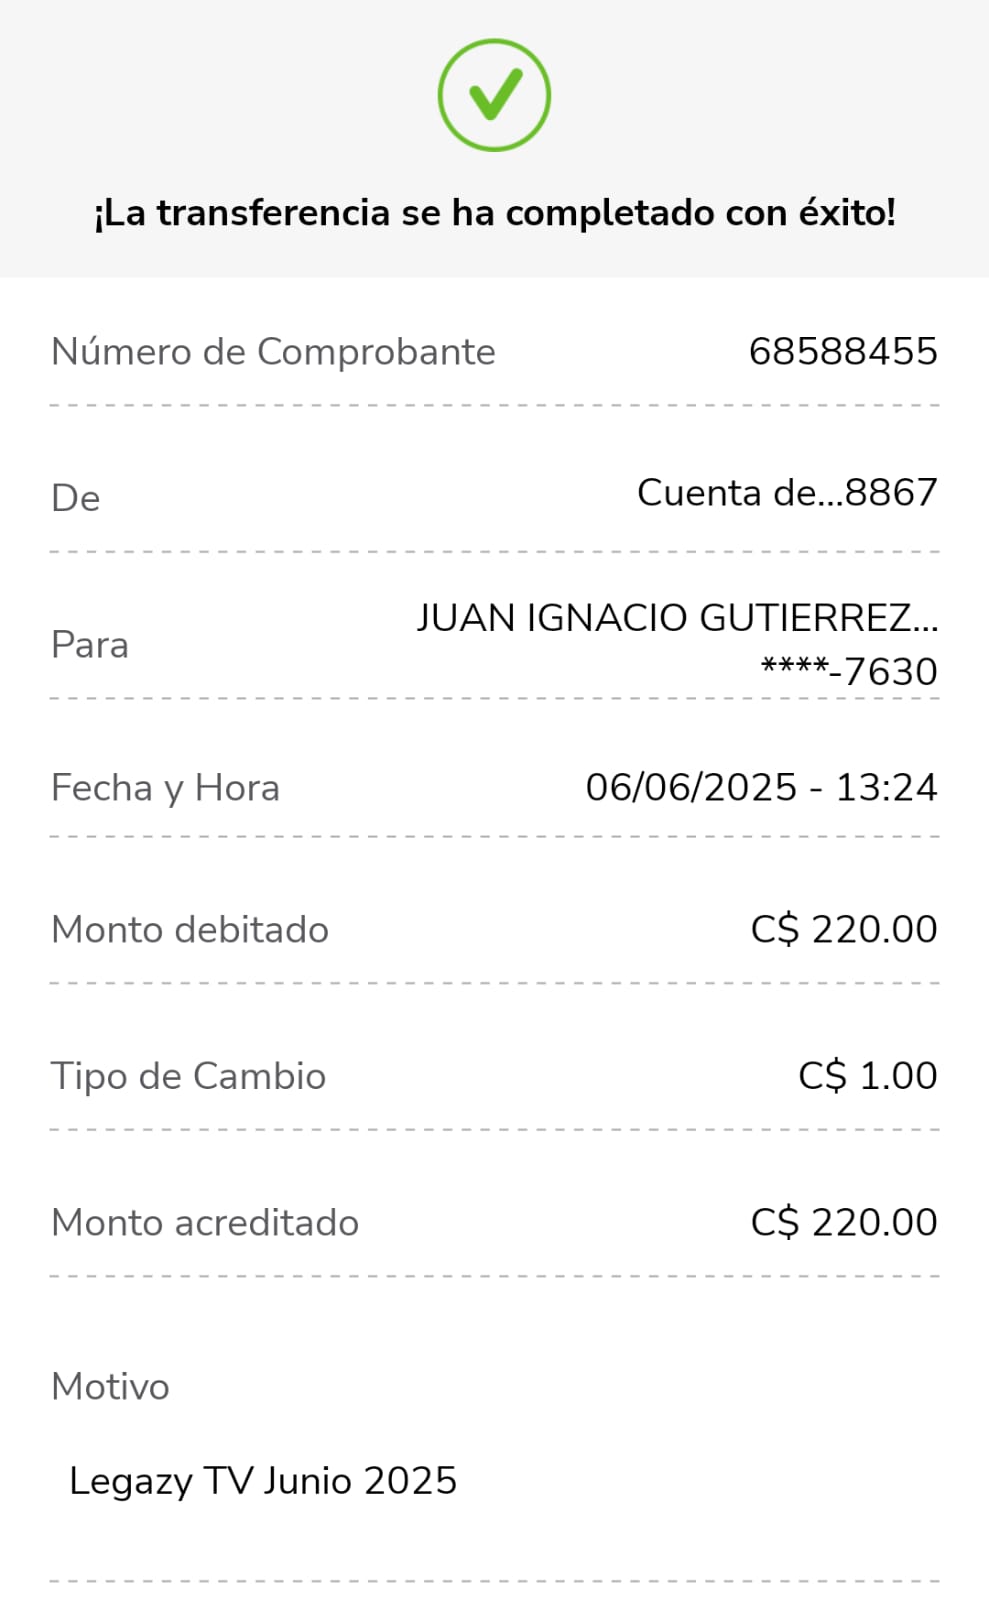 ¡La transferencia se ha completado con éxito!
Número de Comprobante 68588455
De Cuenta de...8867
Para JUAN IGNACIO GUTIERREZ...
****-7630
Fecha y Hora 06/06/2025 - 13:24
Monto debitado C$ 220.00
Tipo de Cambio C$ 1.00
Monto acreditado C$ 220.00
Motivo
Legazy TV Junio 2025